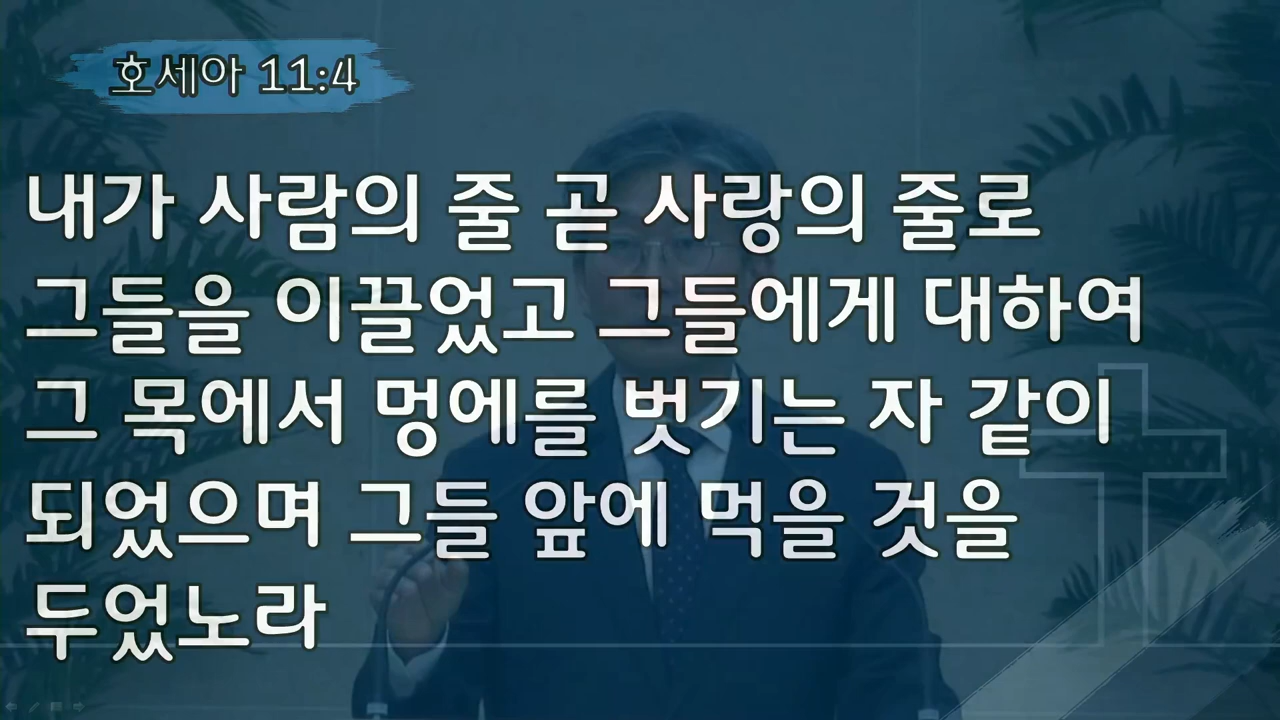 호세아 11:4
내가 사람의 줄 곧 사랑의 줄로
그들을 이끌었고 그들에게 대하여
그 목에서 멍에를 벗기는 자 같이
되었으며 그들 앞에 먹을 것을
두었노라